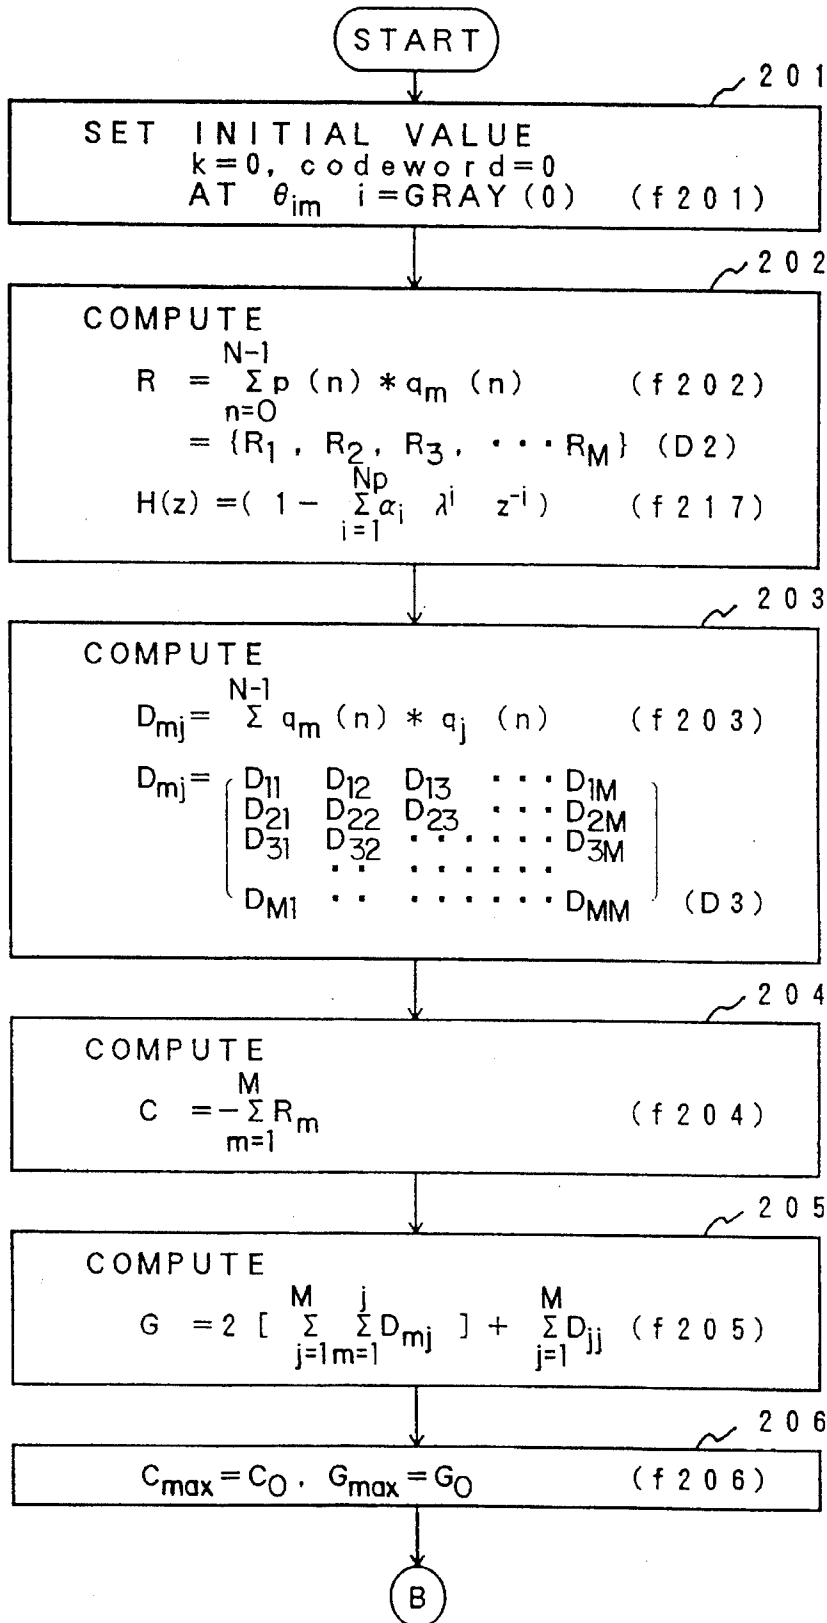 START
201
SET INITIAL VALUE
k=0, codeword=0
AT θim i=GRAY(0) (f201)
202
COMPUTE
N-1
R = Σ p(n) * qm(n) (f202)
n=0
= {R1, R2, R3, ··· RM} (D2)
Np
H(z) = ( 1 - Σ αi λ^i z^-i ) (f217)
i=1
203
COMPUTE
N-1
Dmj = Σ qm(n) * qj(n) (f203)
Dmj = D11 D12 D13 ··· D1M
D21 D22 D23 ··· D2M
D31 D32 ······ D3M
·· ······
DM1 ·· ······ DMM (D3)
204
COMPUTE
M
C = - Σ Rm (f204)
m=1
205
COMPUTE
M j M
G = 2 [ Σ Σ Dmj ] + Σ Djj (f205)
j=1 m=1 j=1
206
Cmax = C0, Gmax = G0 (f206)
B